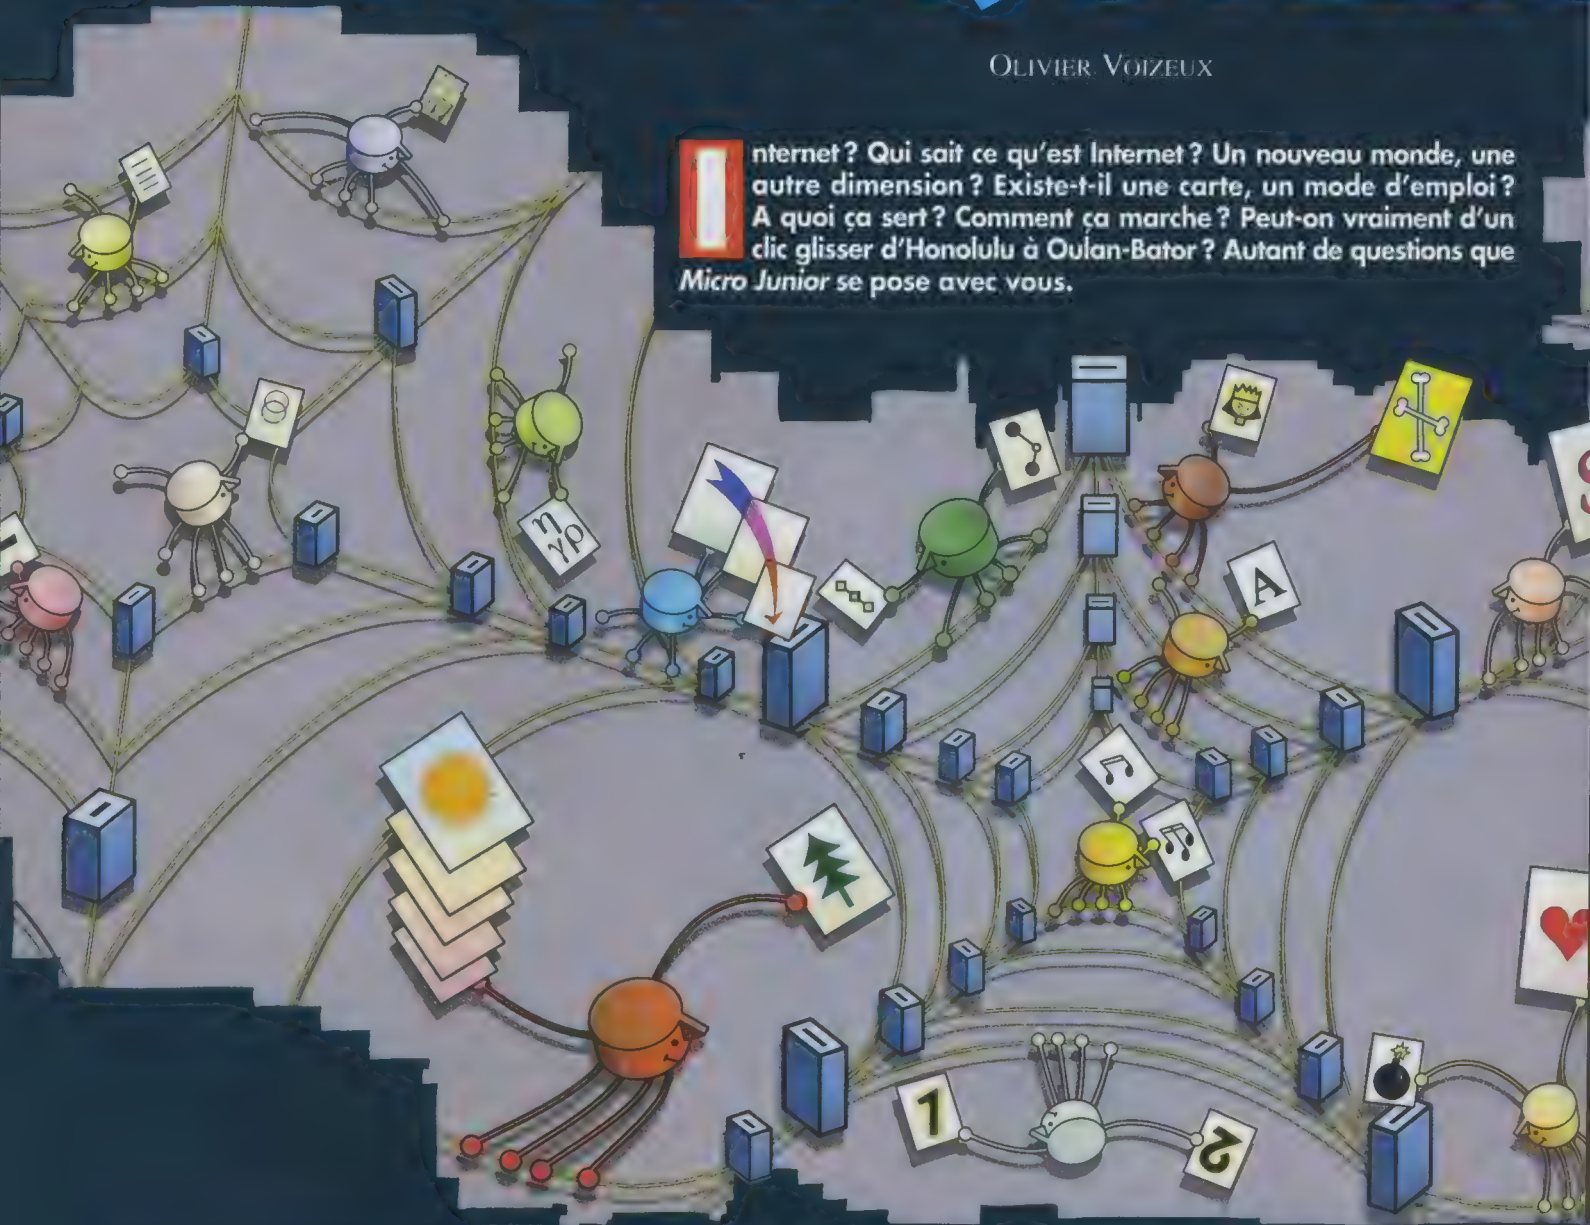 OLIVIER VOIZEUX
Internet ? Qui sait ce qu'est Internet ? Un nouveau monde, une
autre dimension ? Existe-t-il une carte, un mode d'emploi ?
A quoi ça sert ? Comment ça marche ? Peut-on vraiment d'un
clic glisser d'Honolulu à Oulan-Bator ? Autant de questions que
Micro Junior se pose avec vous.
η
γρ
A
1
2